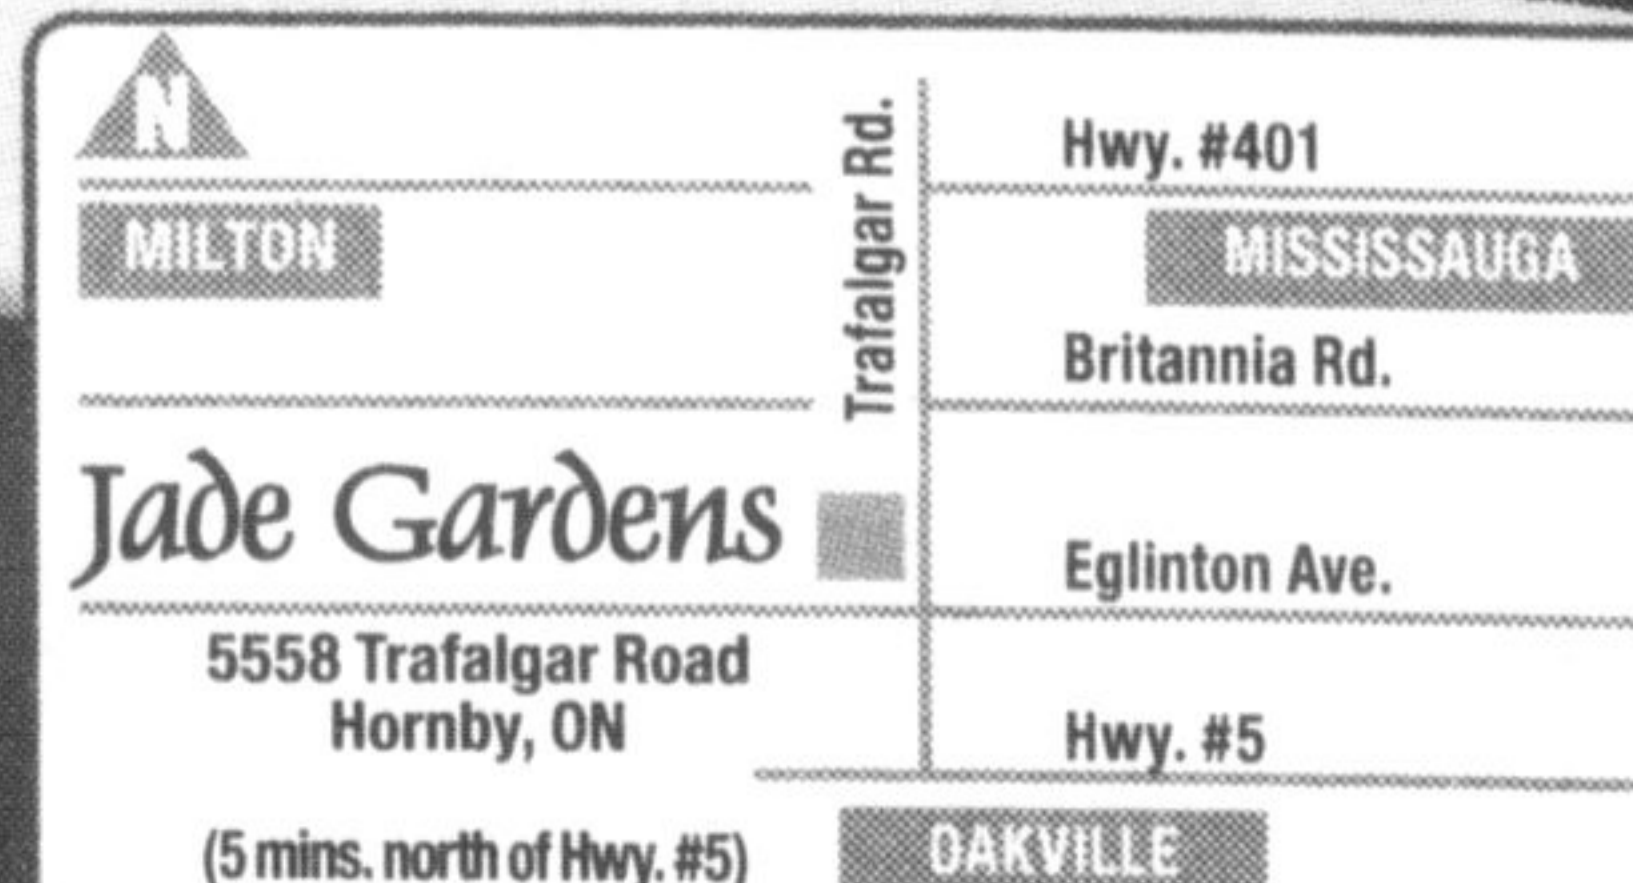 N
Hwy. #401
MILTON
Trafalgar Rd.
MISSISSAUGA
Britannia Rd.
Jade Gardens
Eglinton Ave.
5558 Trafalgar Road
Hornby, ON
Hwy. #5
(5 mins. north of Hwy. #5)
OAKVILLE